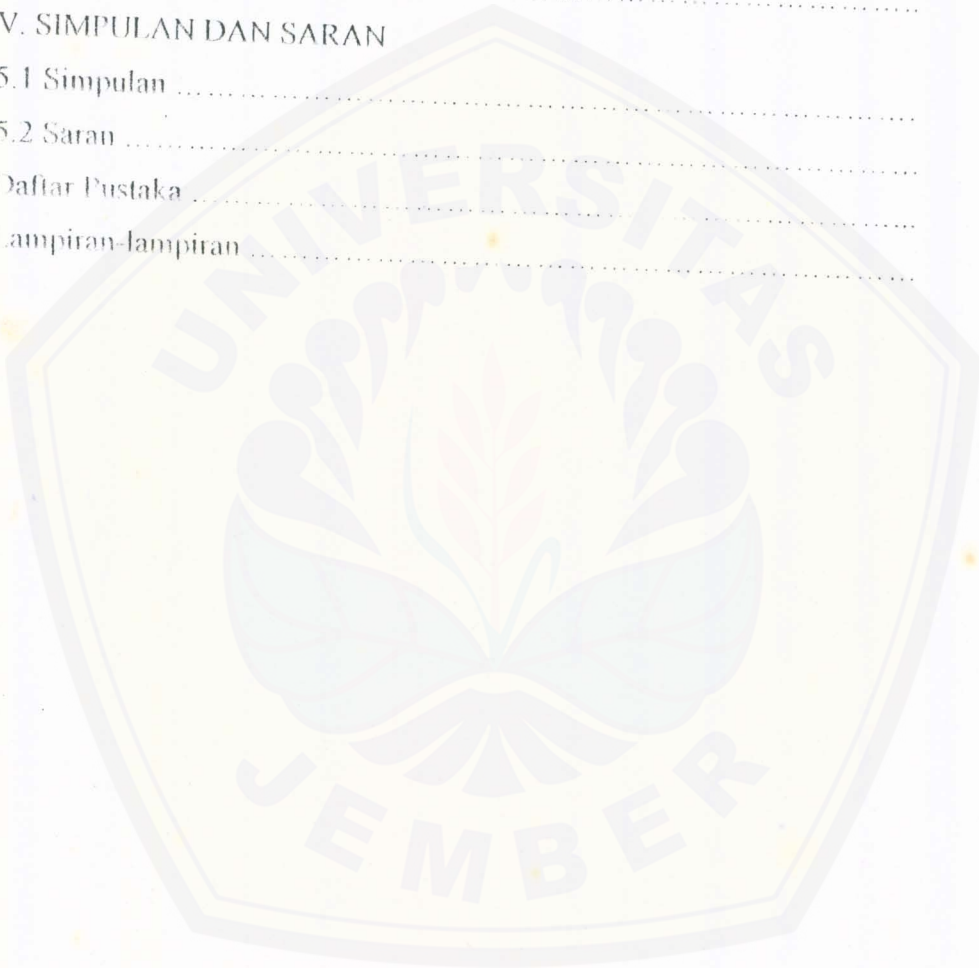 V. SIMPULAN DAN SARAN
5.1 Simpulan ........................................................................
5.2 Saran ........................................................................
Daftar Pustaka ........................................................................
Lampiran-lampiran ........................................................................
UNIVERSITAS
JEMBER